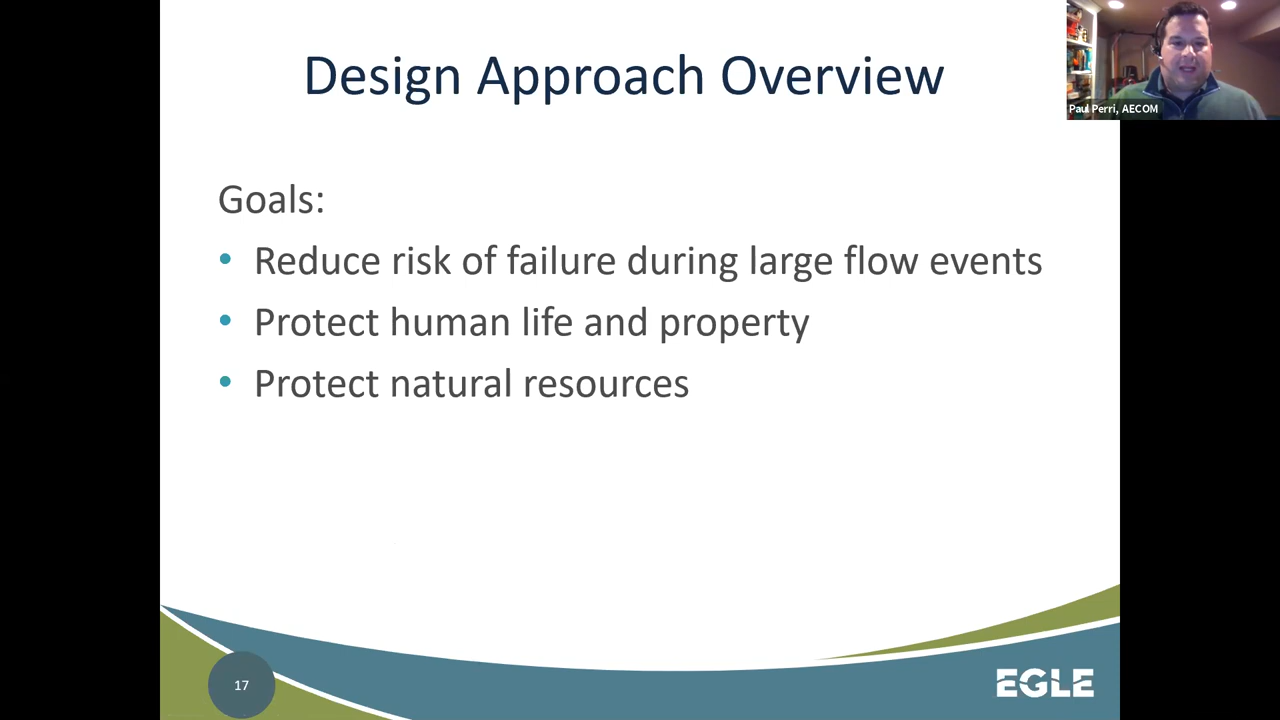 Design Approach Overview
Paul Perri, AECOM
Goals:
• Reduce risk of failure during large flow events
• Protect human life and property
• Protect natural resources
17
EGLE